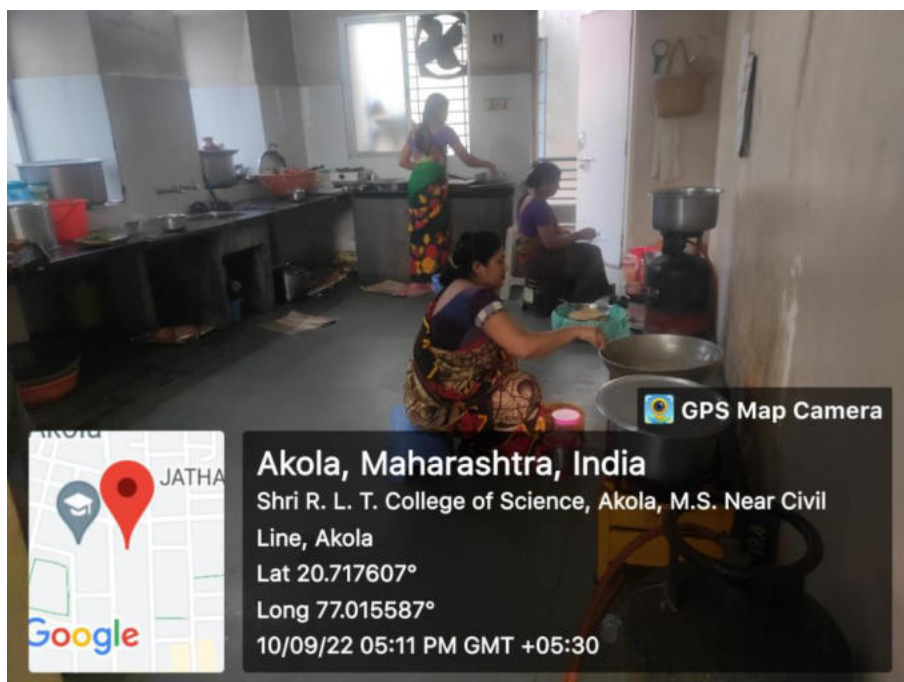 GPS Map Camera
JATHA
Google
Akola, Maharashtra, India
Shri R. L. T. College of Science, Akola, M.S. Near Civil
Line, Akola
Lat 20.717607°
Long 77.015587°
10/09/22 05:11 PM GMT +05:30